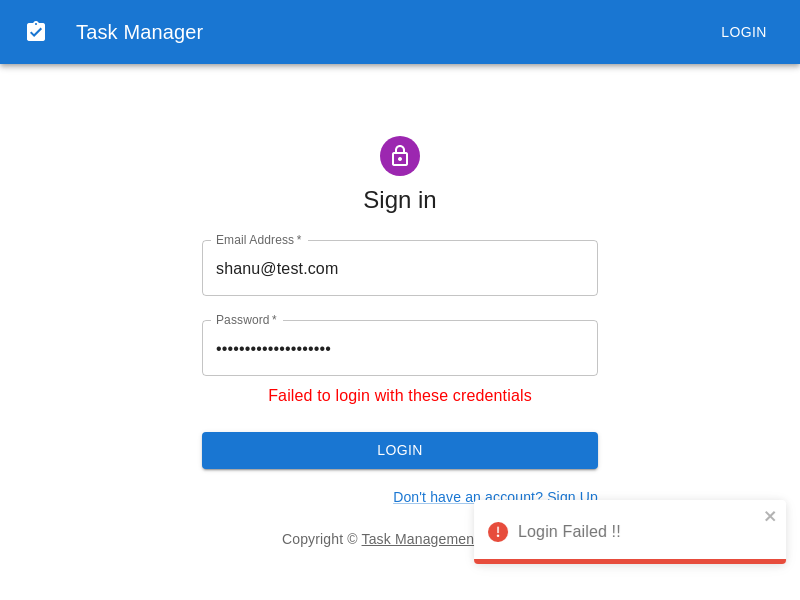 Task Manager
LOGIN
Sign in
Email Address *
shanu@test.com
Password *
••••••••••••••••••••
Failed to login with these credentials
LOGIN
Don't have an account? Sign Up
Copyright © Task Managemen
Login Failed !!